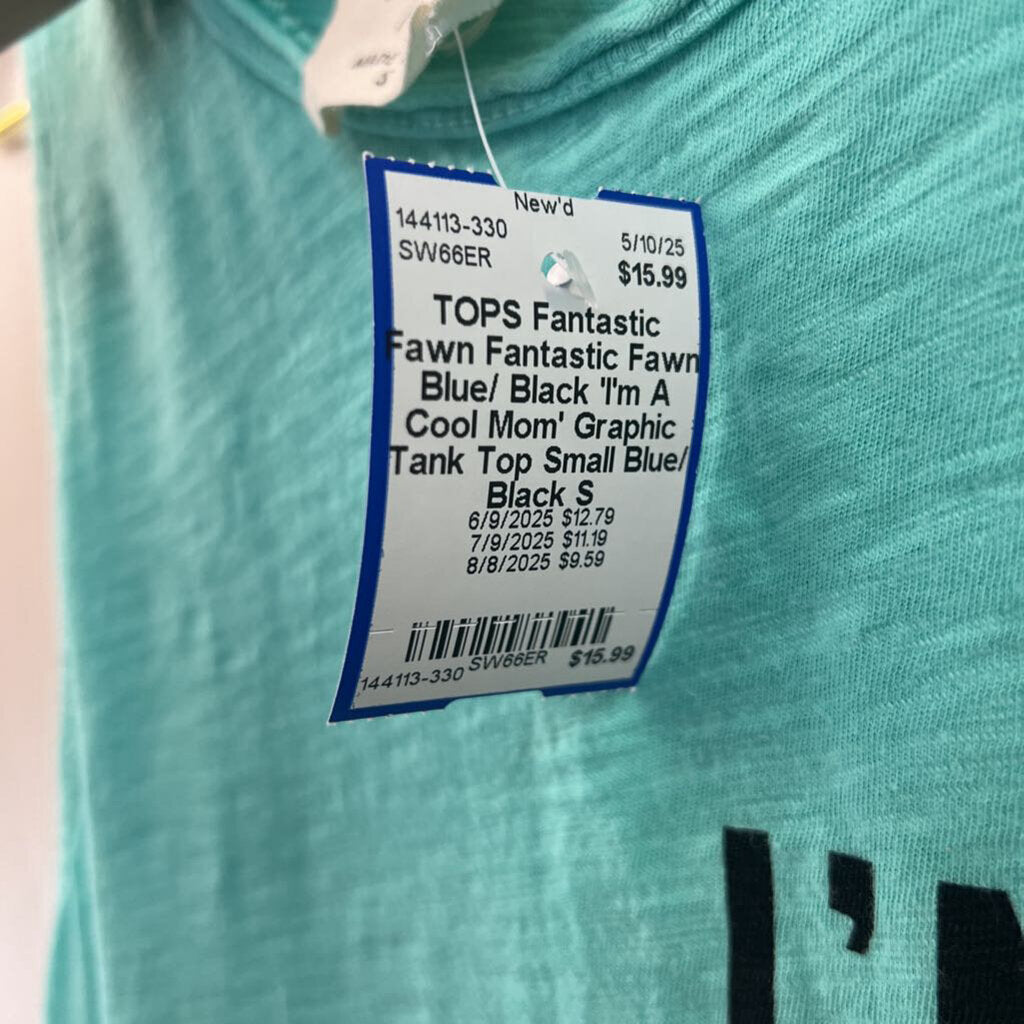 S
New'd
144113-330
5/10/25
SW66ER
$15.99
TOPS Fantastic
Fawn Fantastic Fawn
Blue/ Black 'I'm A
Cool Mom' Graphic
Tank Top Small Blue/
Black S
6/9/2025 $12.79
7/9/2025 $11.19
8/8/2025 $9.59
144113-330 SW66ER $15.99
I'